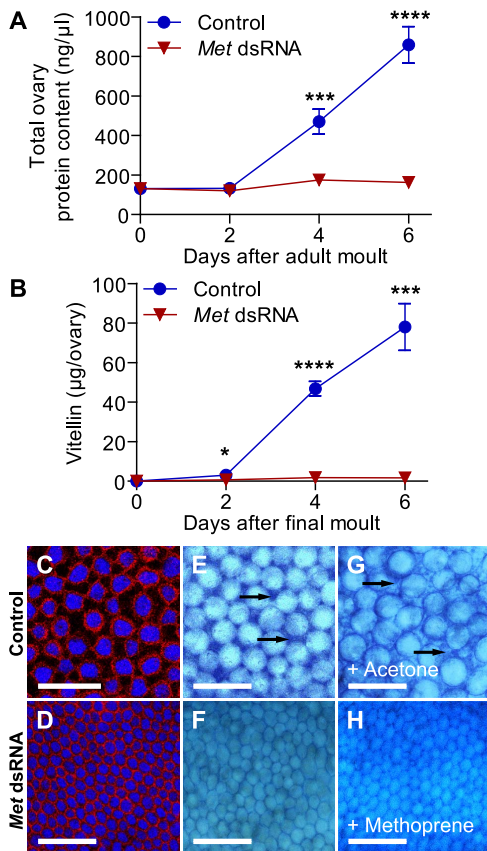 A
Control
Met dsRNA
Total ovary
protein content (ng/µl)
1000
800
600
400
200
0
***
****
0 2 4 6
Days after adult moult
B
Control
Met dsRNA
Vitellin (µg/ovary)
80
60
40
20
0
*
****
***
0 2 4 6
Days after final moult
Control
C
E
G
+ Acetone
Met dsRNA
D
F
H
+ Methoprene